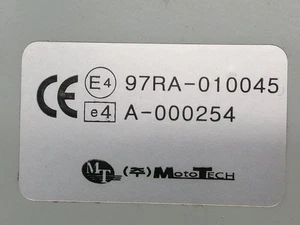 CE E4 97RA-010045
e4 A-000254
MT (주) MOTOTECH